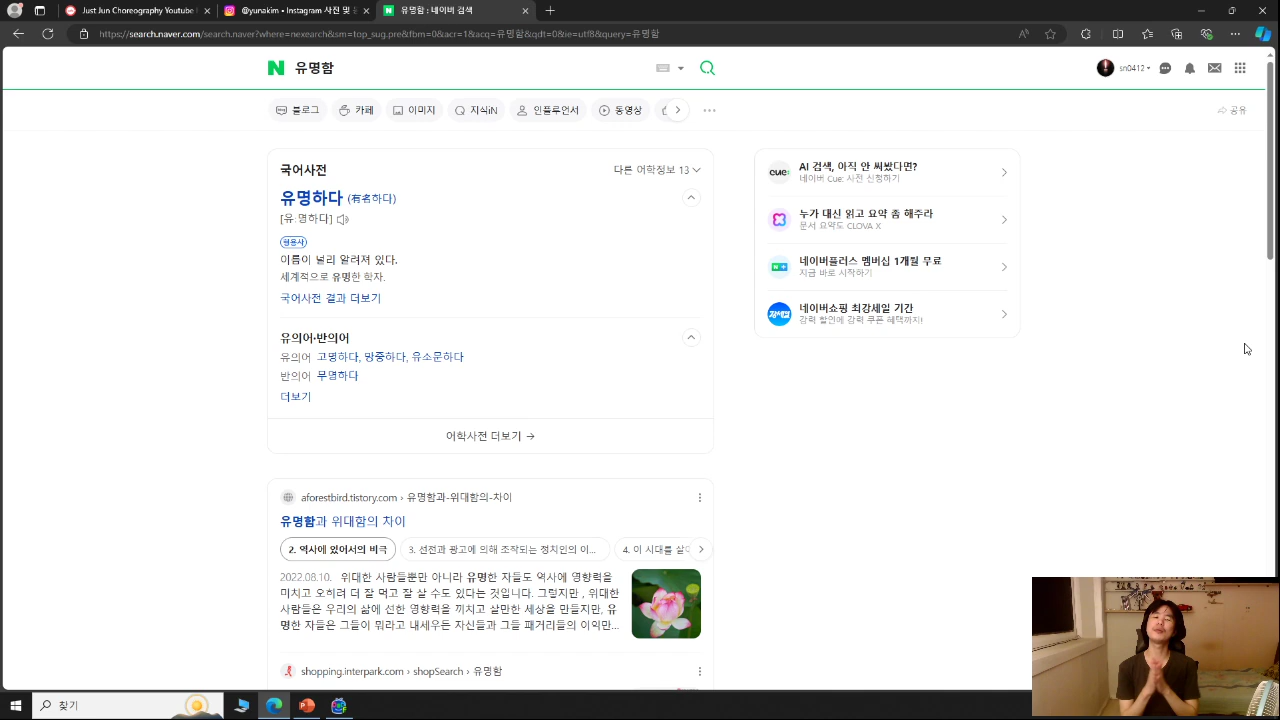 Just Jun Choreography Youtube
@yunakim • Instagram 사진 및 동
유명함 : 네이버 검색
https://search.naver.com/search.naver?where=nexearch&sm=top_sug.pre&fbm=0&acr=1&acq=유명함&qdt=0&ie=utf8&query=유명함
N 유명함
sn0412
블로그
카페
이미지
지식iN
인플루언서
동영상
공유
국어사전
다른 어학정보 13
유명하다 (有名하다)
[유:명하다]
형용사
이름이 널리 알려져 있다.
세계적으로 유명한 학자.
국어사전 결과 더보기
유의어·반의어
유의어 고명하다, 망중하다, 유소문하다
반의어 무명하다
더보기
어학사전 더보기 →
cue:
AI 검색, 아직 안 써봤다면?
네이버 Cue: 사전 신청하기
누가 대신 읽고 요약 좀 해주라
문서 요약도 CLOVA X
N +
네이버플러스 멤버십 1개월 무료
지금 바로 시작하기
네이버쇼핑 최강세일 기간
강력 할인에 강력 쿠폰 혜택까지!
aforestbird.tistory.com › 유명함과-위대함의-차이
유명함과 위대함의 차이
2. 역사에 있어서의 비극
3. 선전과 광고에 의해 조작되는 정치인의 이...
4. 이 시대를
2022.08.10. 위대한 사람들뿐만 아니라 유명한 자들도 역사에 영향력을
미치고 오히려 더 잘 먹고 잘 살 수도 있다는 것입니다. 그렇지만 , 위대한
사람들은 우리의 삶에 선한 영향력을 끼치고 살만한 세상을 만들지만, 유
명한 자들은 그들이 뭐라고 내세우든 자신들과 그들 패거리들의 이익만...
shopping.interpark.com › shopSearch › 유명함
찾기